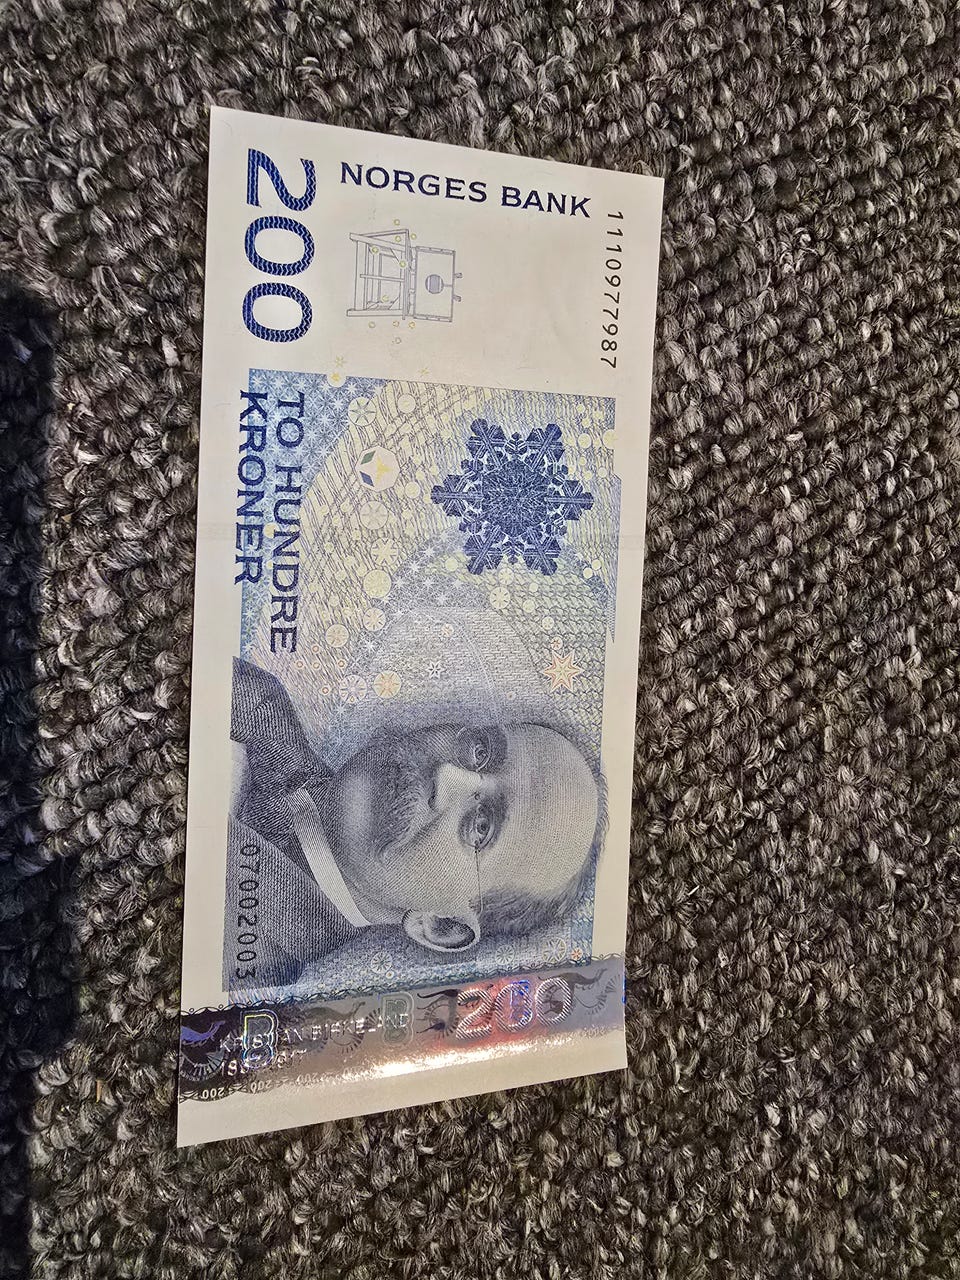 NORGES BANK
1110977987
200
TO HUNDRE
KRONER
07002003
200